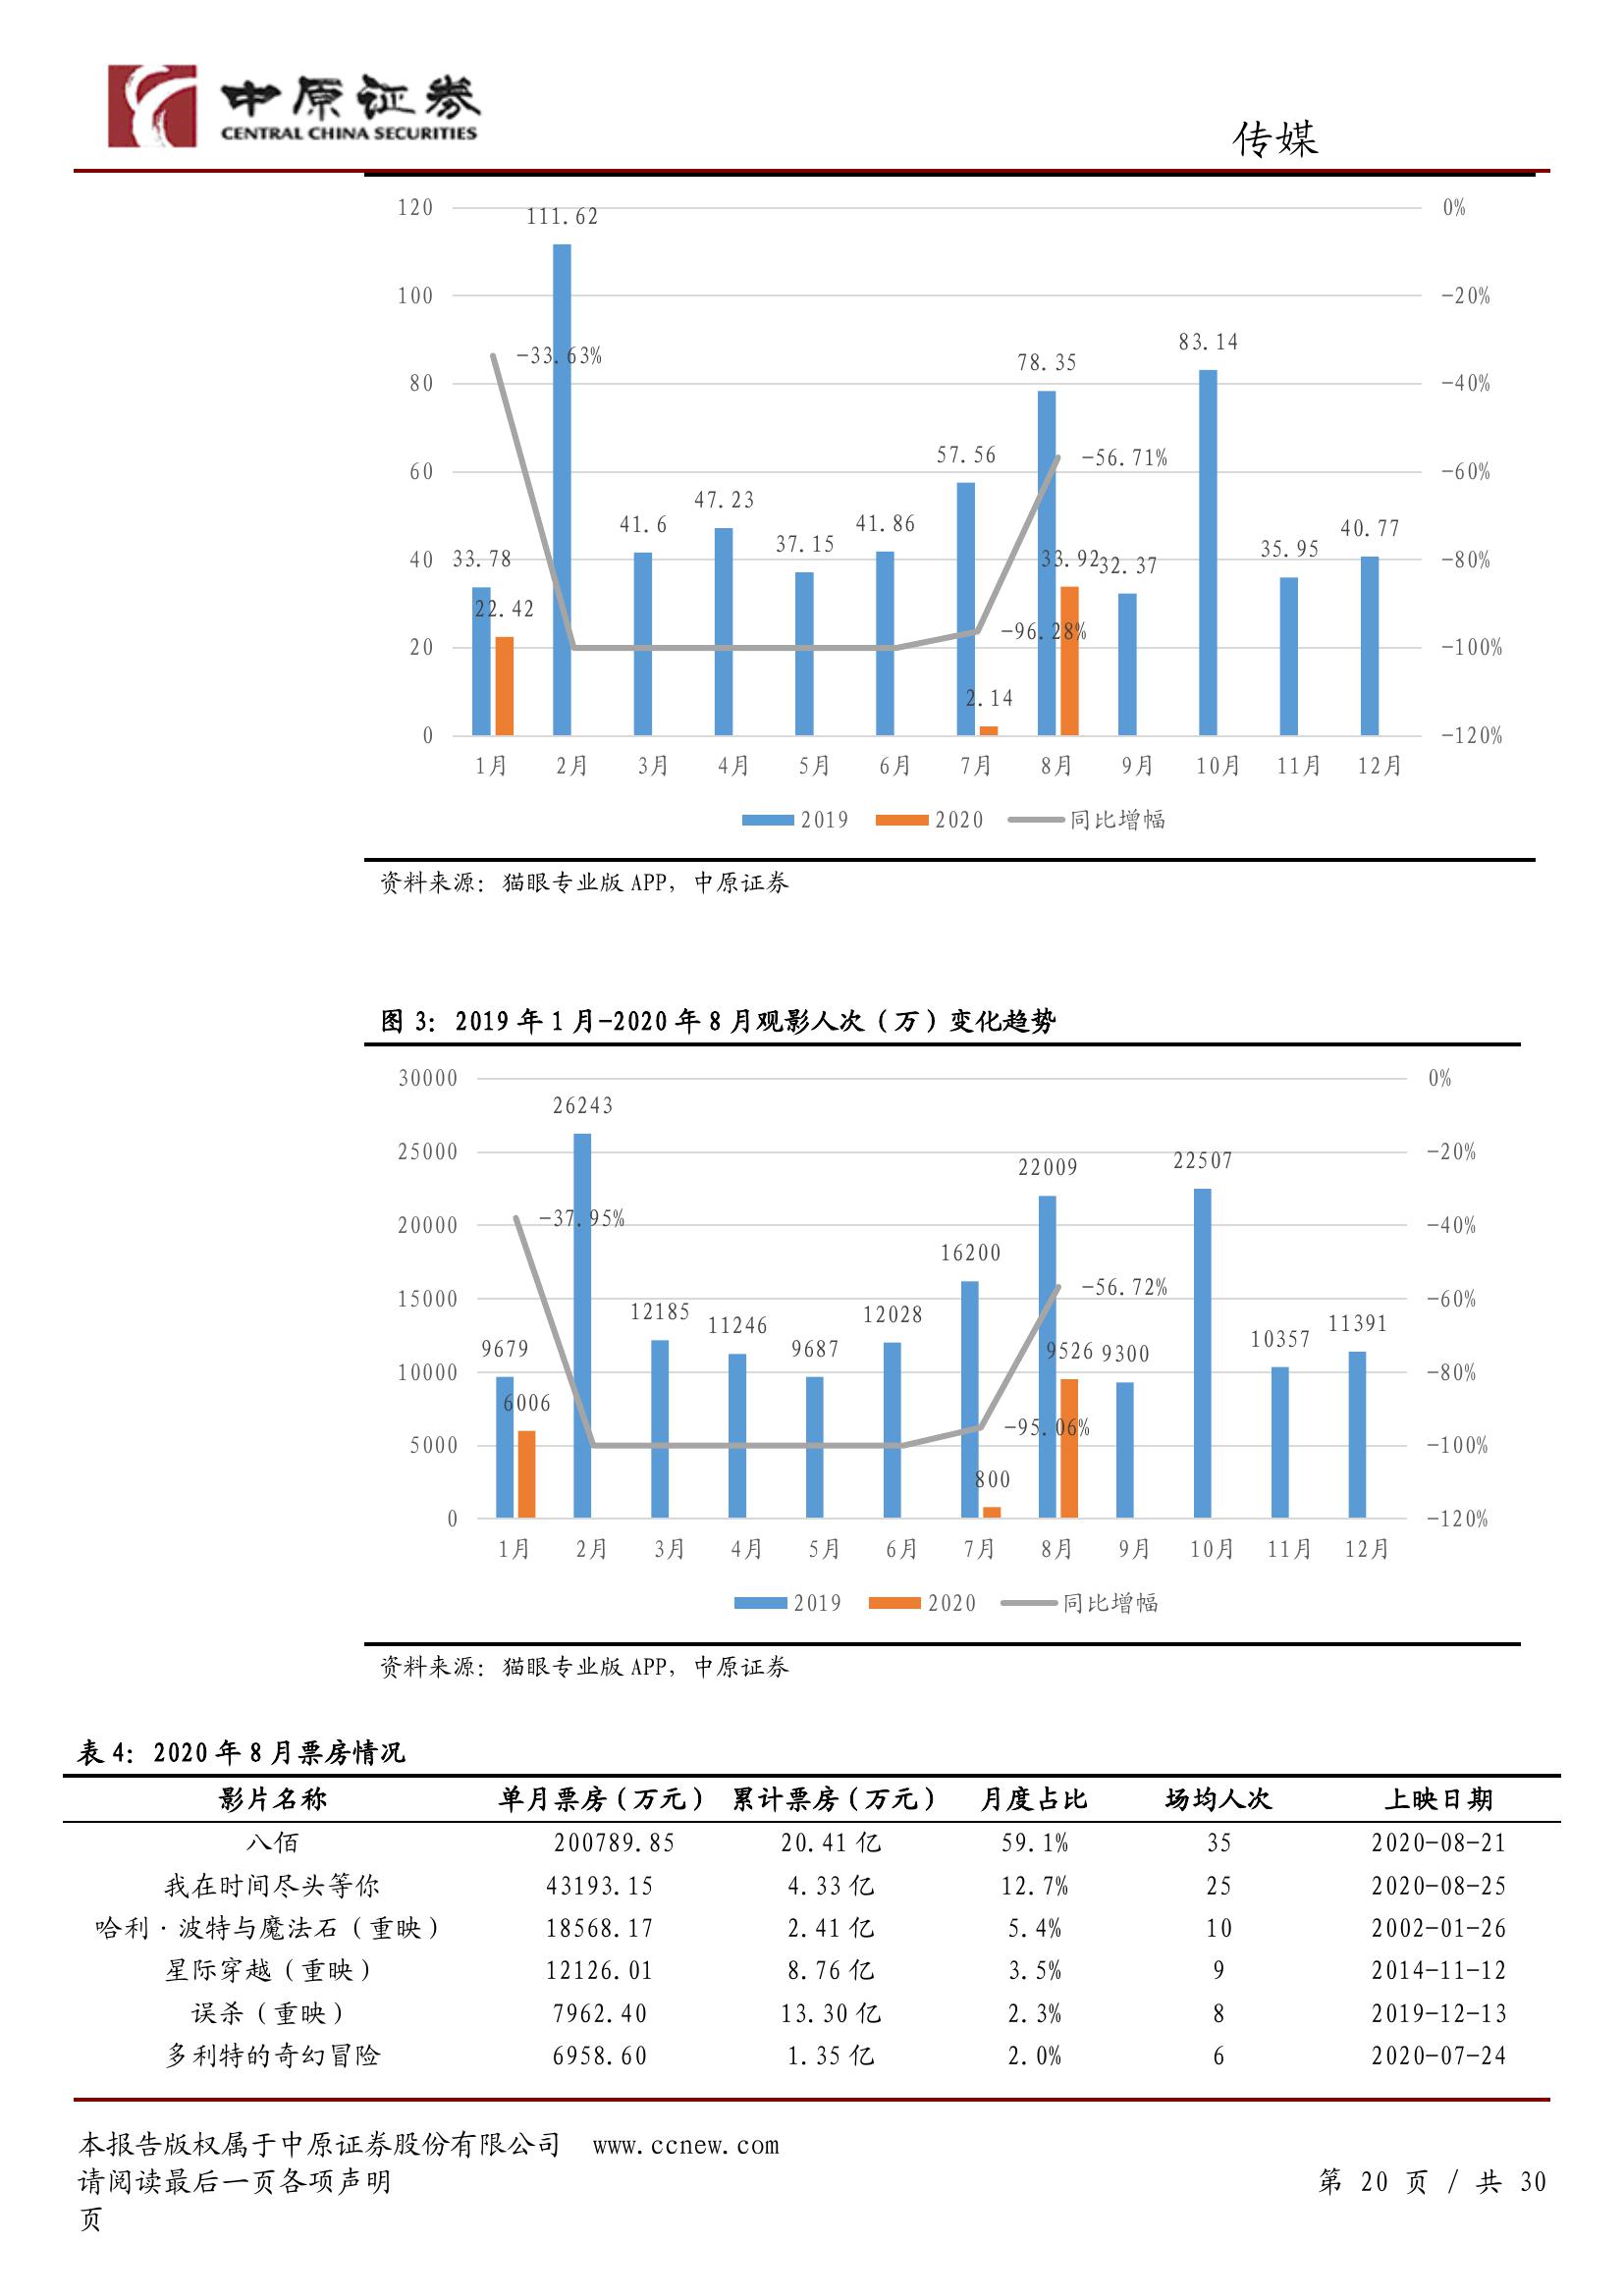 中原证券
CENTRAL CHINA SECURITIES
传媒
120 111.62 0%
100 -20%
83.14
78.35
-33.63%
80 -40%
57.56 -56.71%
60 -60%
47.23
41.6 41.86
37.15 40.77
35.95
33.78 33.92 32.37
40 -80%
22.42
-96.28%
20 -100%
2.14
0 -120%
1月 2月 3月 4月 5月 6月 7月 8月 9月 10月 11月 12月
2019 2020 同比增幅
资料来源：猫眼专业版 APP，中原证券
图 3：2019 年 1 月-2020 年 8 月观影人次（万）变化趋势
30000 0%
26243
25000 -20%
22009 22507
20000 -37.95% -40%
16200
-56.72%
15000 -60%
12185 11246 12028 11391
9679 9687 9526 9300 10357
10000 -80%
6006
-95.06%
5000 -100%
800
0 -120%
1月 2月 3月 4月 5月 6月 7月 8月 9月 10月 11月 12月
2019 2020 同比增幅
资料来源：猫眼专业版 APP，中原证券
表 4：2020 年 8 月票房情况
影片名称 单月票房（万元） 累计票房（万元） 月度占比 场均人次 上映日期
八佰 200789.85 20.41 亿 59.1% 35 2020-08-21
我在时间尽头等你 43193.15 4.33 亿 12.7% 25 2020-08-25
哈利·波特与魔法石（重映） 18568.17 2.41 亿 5.4% 10 2002-01-26
星际穿越（重映） 12126.01 8.76 亿 3.5% 9 2014-11-12
误杀（重映） 7962.40 13.30 亿 2.3% 8 2019-12-13
多利特的奇幻冒险 6958.60 1.35 亿 2.0% 6 2020-07-24
本报告版权属于中原证券股份有限公司 www.ccnew.com
请阅读最后一页各项声明 第 20 页 / 共 30
页